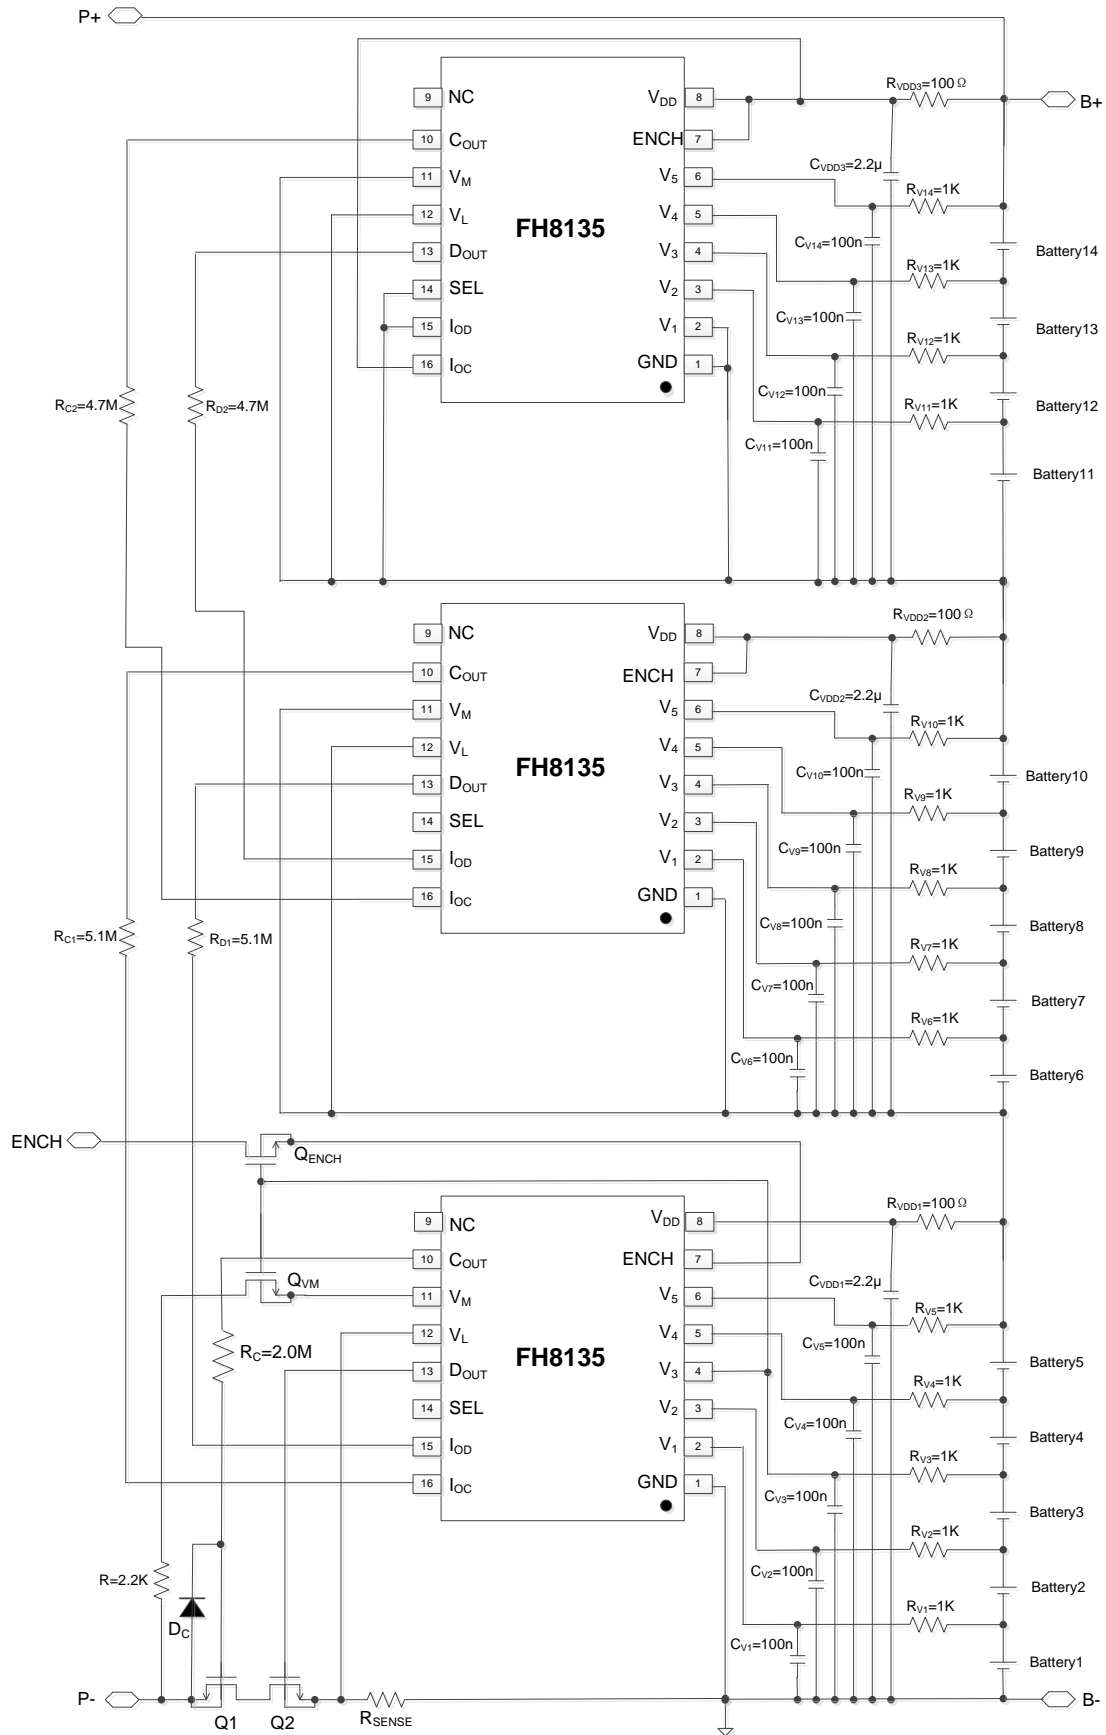 P+
B+
9 NC
10 COUT
11 VM
12 VL
13 DOUT
14 SEL
15 IOD
16 IOC
FH8135
VDD 8
ENCH 7
V5 6
V4 5
V3 4
V2 3
V1 2
GND 1
RVDD3=100Ω
CVDD3=2.2µ
RV14=1K
CV14=100n
Battery14
RV13=1K
CV13=100n
Battery13
RV12=1K
CV12=100n
Battery12
RV11=1K
CV11=100n
Battery11
RC2=4.7M
RD2=4.7M
9 NC
10 COUT
11 VM
12 VL
13 DOUT
14 SEL
15 IOD
16 IOC
FH8135
VDD 8
ENCH 7
V5 6
V4 5
V3 4
V2 3
V1 2
GND 1
RVDD2=100Ω
CVDD2=2.2µ
RV10=1K
CV10=100n
Battery10
RV9=1K
CV9=100n
Battery9
RV8=1K
CV8=100n
Battery8
RV7=1K
CV7=100n
Battery7
RV6=1K
CV6=100n
Battery6
RC1=5.1M
RD1=5.1M
ENCH
QENCH
QVM
9 NC
10 COUT
11 VM
12 VL
13 DOUT
14 SEL
15 IOD
16 IOC
FH8135
VDD 8
ENCH 7
V5 6
V4 5
V3 4
V2 3
V1 2
GND 1
RVDD1=100Ω
CVDD1=2.2µ
RV5=1K
CV5=100n
Battery5
RV4=1K
CV4=100n
Battery4
RV3=1K
CV3=100n
Battery3
RV2=1K
CV2=100n
Battery2
RV1=1K
CV1=100n
Battery1
RC=2.0M
R=2.2K
DC
P-
Q1
Q2
RSENSE
B-